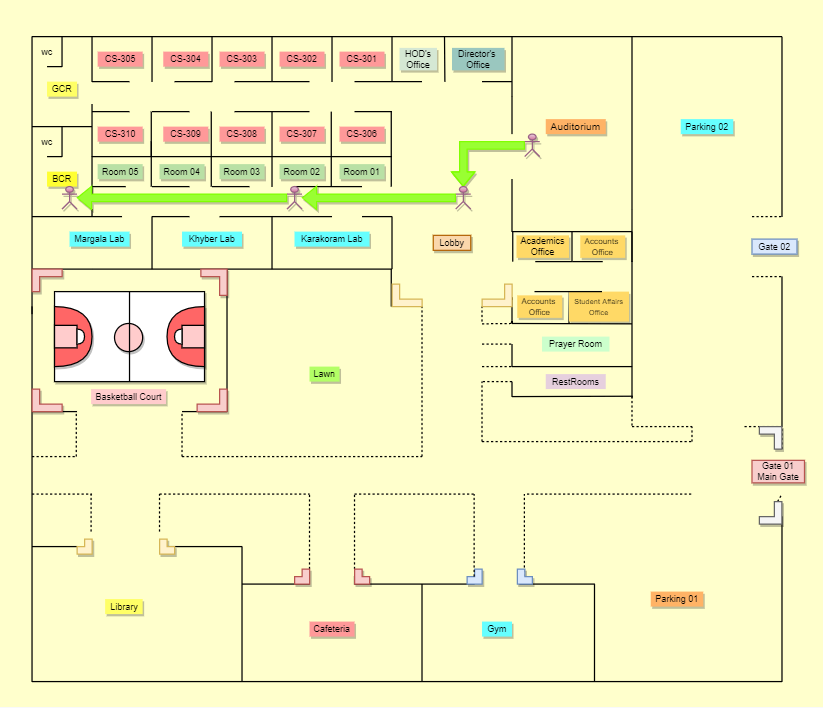 wc
CS-305
CS-304
CS-303
CS-302
CS-301
HOD's
Office
Director's
Office
GCR
CS-310
CS-309
CS-308
CS-307
CS-306
Auditorium
Parking 02
wc
BCR
Room 05
Room 04
Room 03
Room 02
Room 01
Margala Lab
Khyber Lab
Karakoram Lab
Lobby
Academics
Office
Accounts
Office
Gate 02
Accounts
Office
Student Affairs
Office
Prayer Room
Lawn
RestRooms
Basketball Court
Gate 01
Main Gate
Library
Cafeteria
Gym
Parking 01